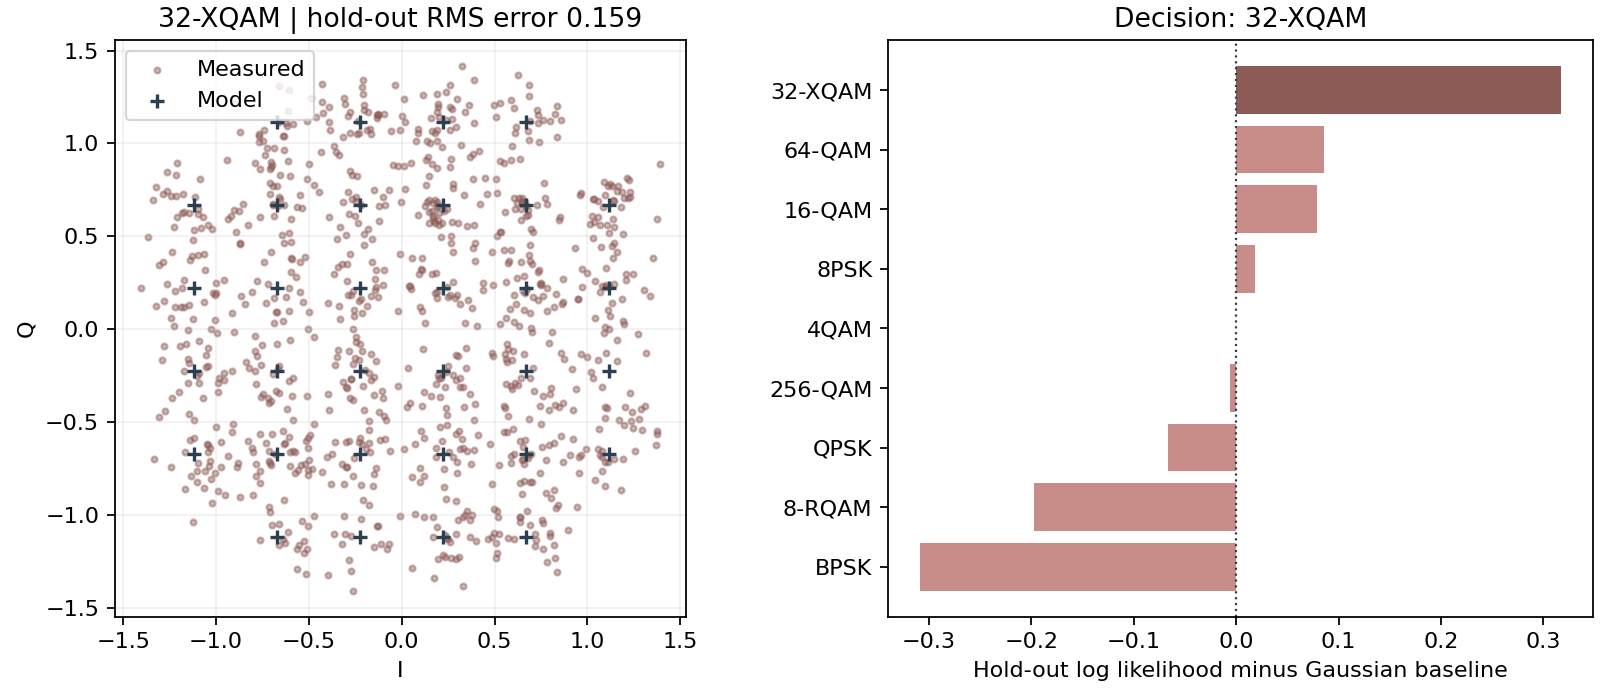 32-XQAM | hold-out RMS error 0.159
Measured
Model
1.5
1.0
0.5
0.0
−0.5
−1.0
−1.5
Q
−1.5 −1.0 −0.5 0.0 0.5 1.0 1.5
I
Decision: 32-XQAM
32-XQAM
64-QAM
16-QAM
8PSK
4QAM
256-QAM
QPSK
8-RQAM
BPSK
−0.3 −0.2 −0.1 0.0 0.1 0.2 0.3
Hold-out log likelihood minus Gaussian baseline